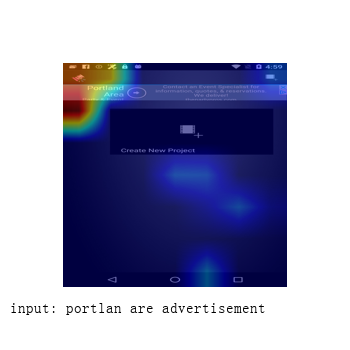 4:59
Portland
Area
Contact an Event Specialist for
information, quotes, & reservations,
Create New Project
input: portlan are advertisement